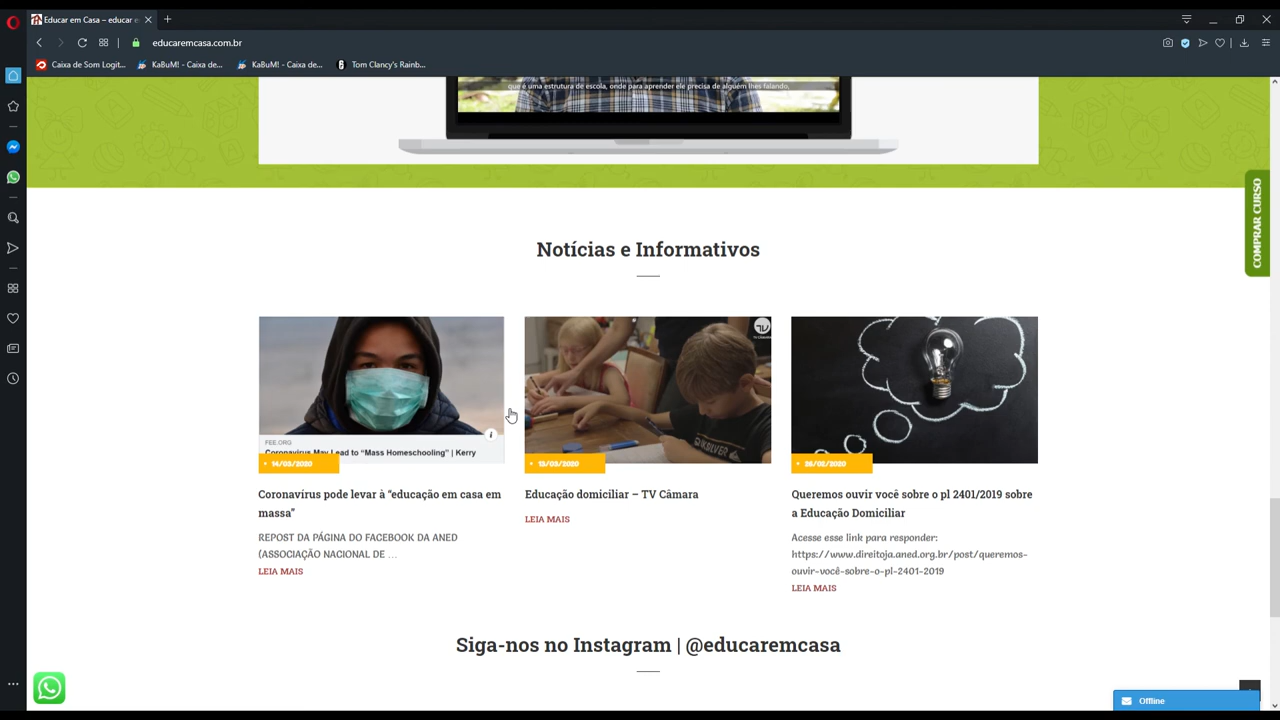 Educar em Casa – educar e
educaremcasa.com.br
Caixa de Som Logit...
KaBuM! - Caixa de...
KaBuM! - Caixa de...
Tom Clancy's Rainb...
que é uma estrutura de escola, onde para aprender ele precisa de alguém lhes falando,
COMPRAR CURSO
Notícias e Informativos
FEE.ORG
Coronavirus May Lead to “Mass Homeschooling” | Kerry
14/03/2020
Coronavírus pode levar à “educação em casa em
massa”
REPOST DA PÁGINA DO FACEBOOK DA ANED
(ASSOCIAÇÃO NACIONAL DE …
LEIA MAIS
13/03/2020
Educação domiciliar – TV Câmara
LEIA MAIS
26/02/2020
Queremos ouvir você sobre o pl 2401/2019 sobre
a Educação Domiciliar
Acesse esse link para responder:
https://www.direitoja.aned.org.br/post/queremos-
ouvir-você-sobre-o-pl-2401-2019
LEIA MAIS
Siga-nos no Instagram | @educaremcasa
Offline